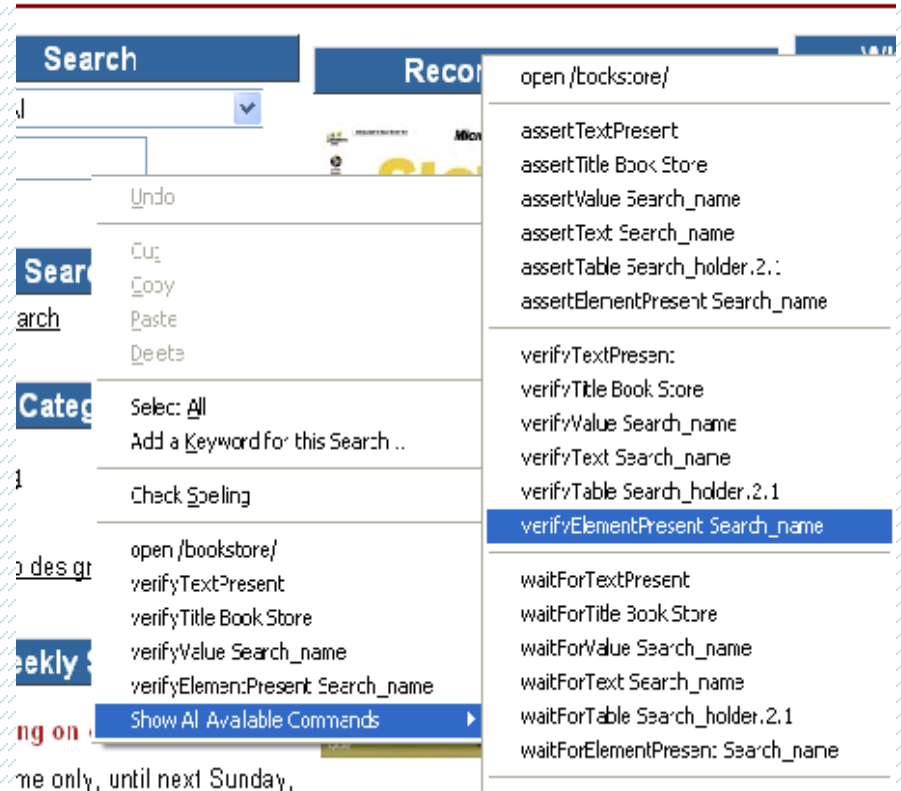 Search
Recor
open /bookstore/
assertTextPresent
assertTitle Book Store
assertValue Search_name
assertText Search_name
assertTable Search_holder.2.1
assertElementPresent Search_name
verifyTextPresent
verifyTitle Book Store
verifyValue Search_name
verifyText Search_name
verifyTable Search_holder.2.1
verifyElementPresent Search_name
waitForTextPresent
waitForTitle Book Store
waitForValue Search_name
waitForText Search_name
waitForTable Search_holder.2.1
waitForElementPresent Search_name
Undo
Cut
Copy
Paste
Delete
Select All
Add a Keyword for this Search...
Check Spelling
open /bookstore/
verifyTextPresent
verifyTitle Book Store
verifyValue Search_name
verifyElementPresent Search_name
Show All Available Commands
Sear
arch
Categ
des gn
eekly S
ng on
me only, until next Sunday,